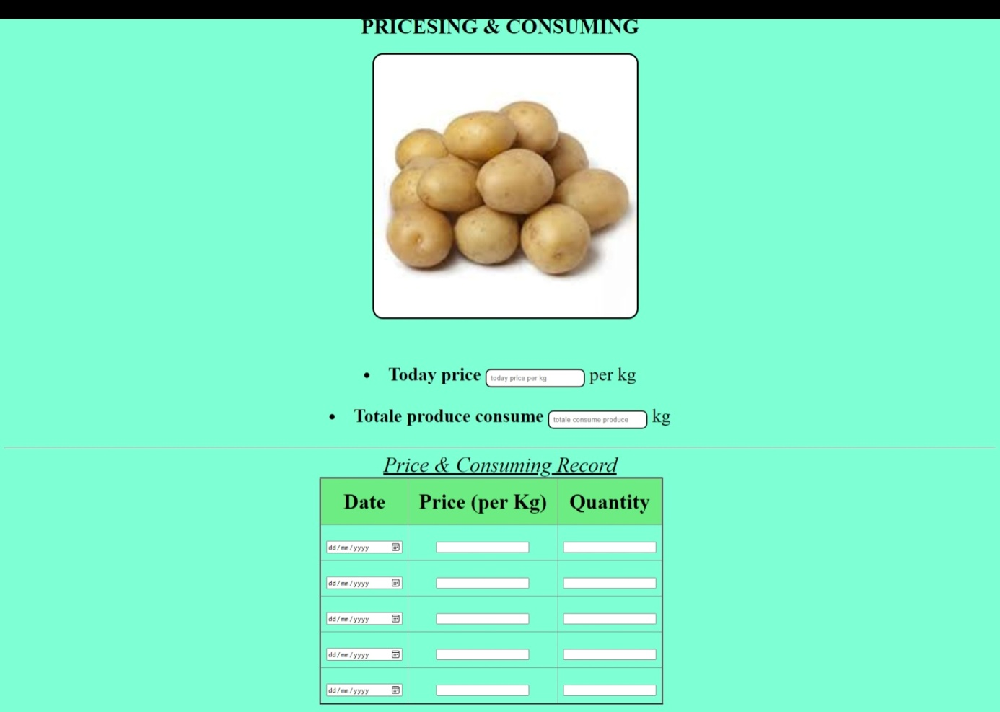 PRICESING & CONSUMING
• Today price today price per kg per kg
• Totale produce consume totale consume produce kg
Price & Consuming Record
Date Price (per Kg) Quantity
dd/mm/yyyy
dd/mm/yyyy
dd/mm/yyyy
dd/mm/yyyy
dd/mm/yyyy